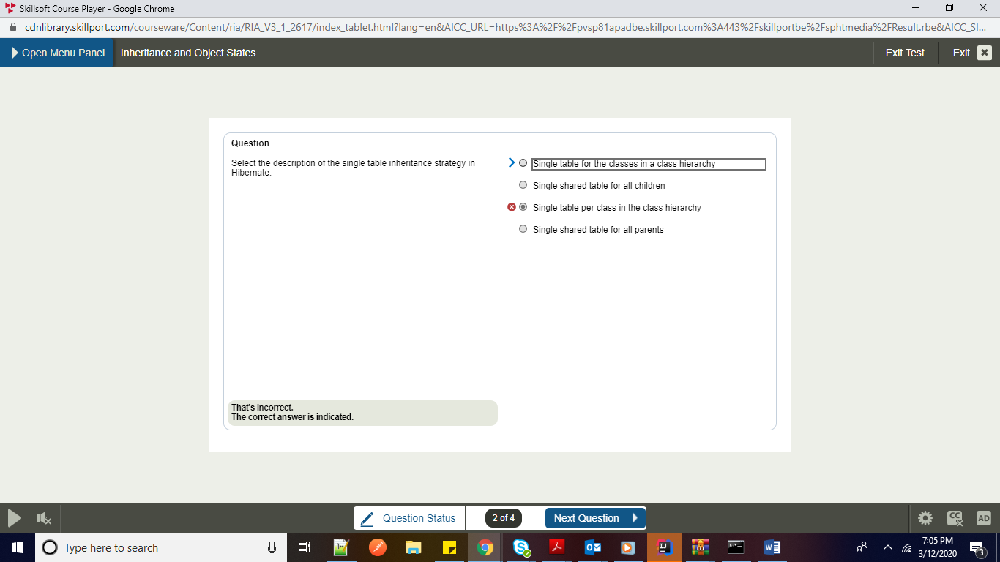 Skillsoft Course Player - Google Chrome
cdnlibrary.skillport.com/courseware/Content/ria/RIA_V3_1_2617/index_tablet.html?lang=en&AICC_URL=https%3A%2F%2Fpvsp81apadbe.skillport.com%3A443%2Fskillportbe%2Fsphtmedia%2FResult.rbe&AICC_SI...
Open Menu Panel
Inheritance and Object States
Exit Test
Exit
Question
Select the description of the single table inheritance strategy in
Hibernate.
Single table for the classes in a class hierarchy
Single shared table for all children
Single table per class in the class hierarchy
Single shared table for all parents
That's incorrect.
The correct answer is indicated.
Question Status
2 of 4
Next Question
CC
AD
Type here to search
7:05 PM
3/12/2020
3